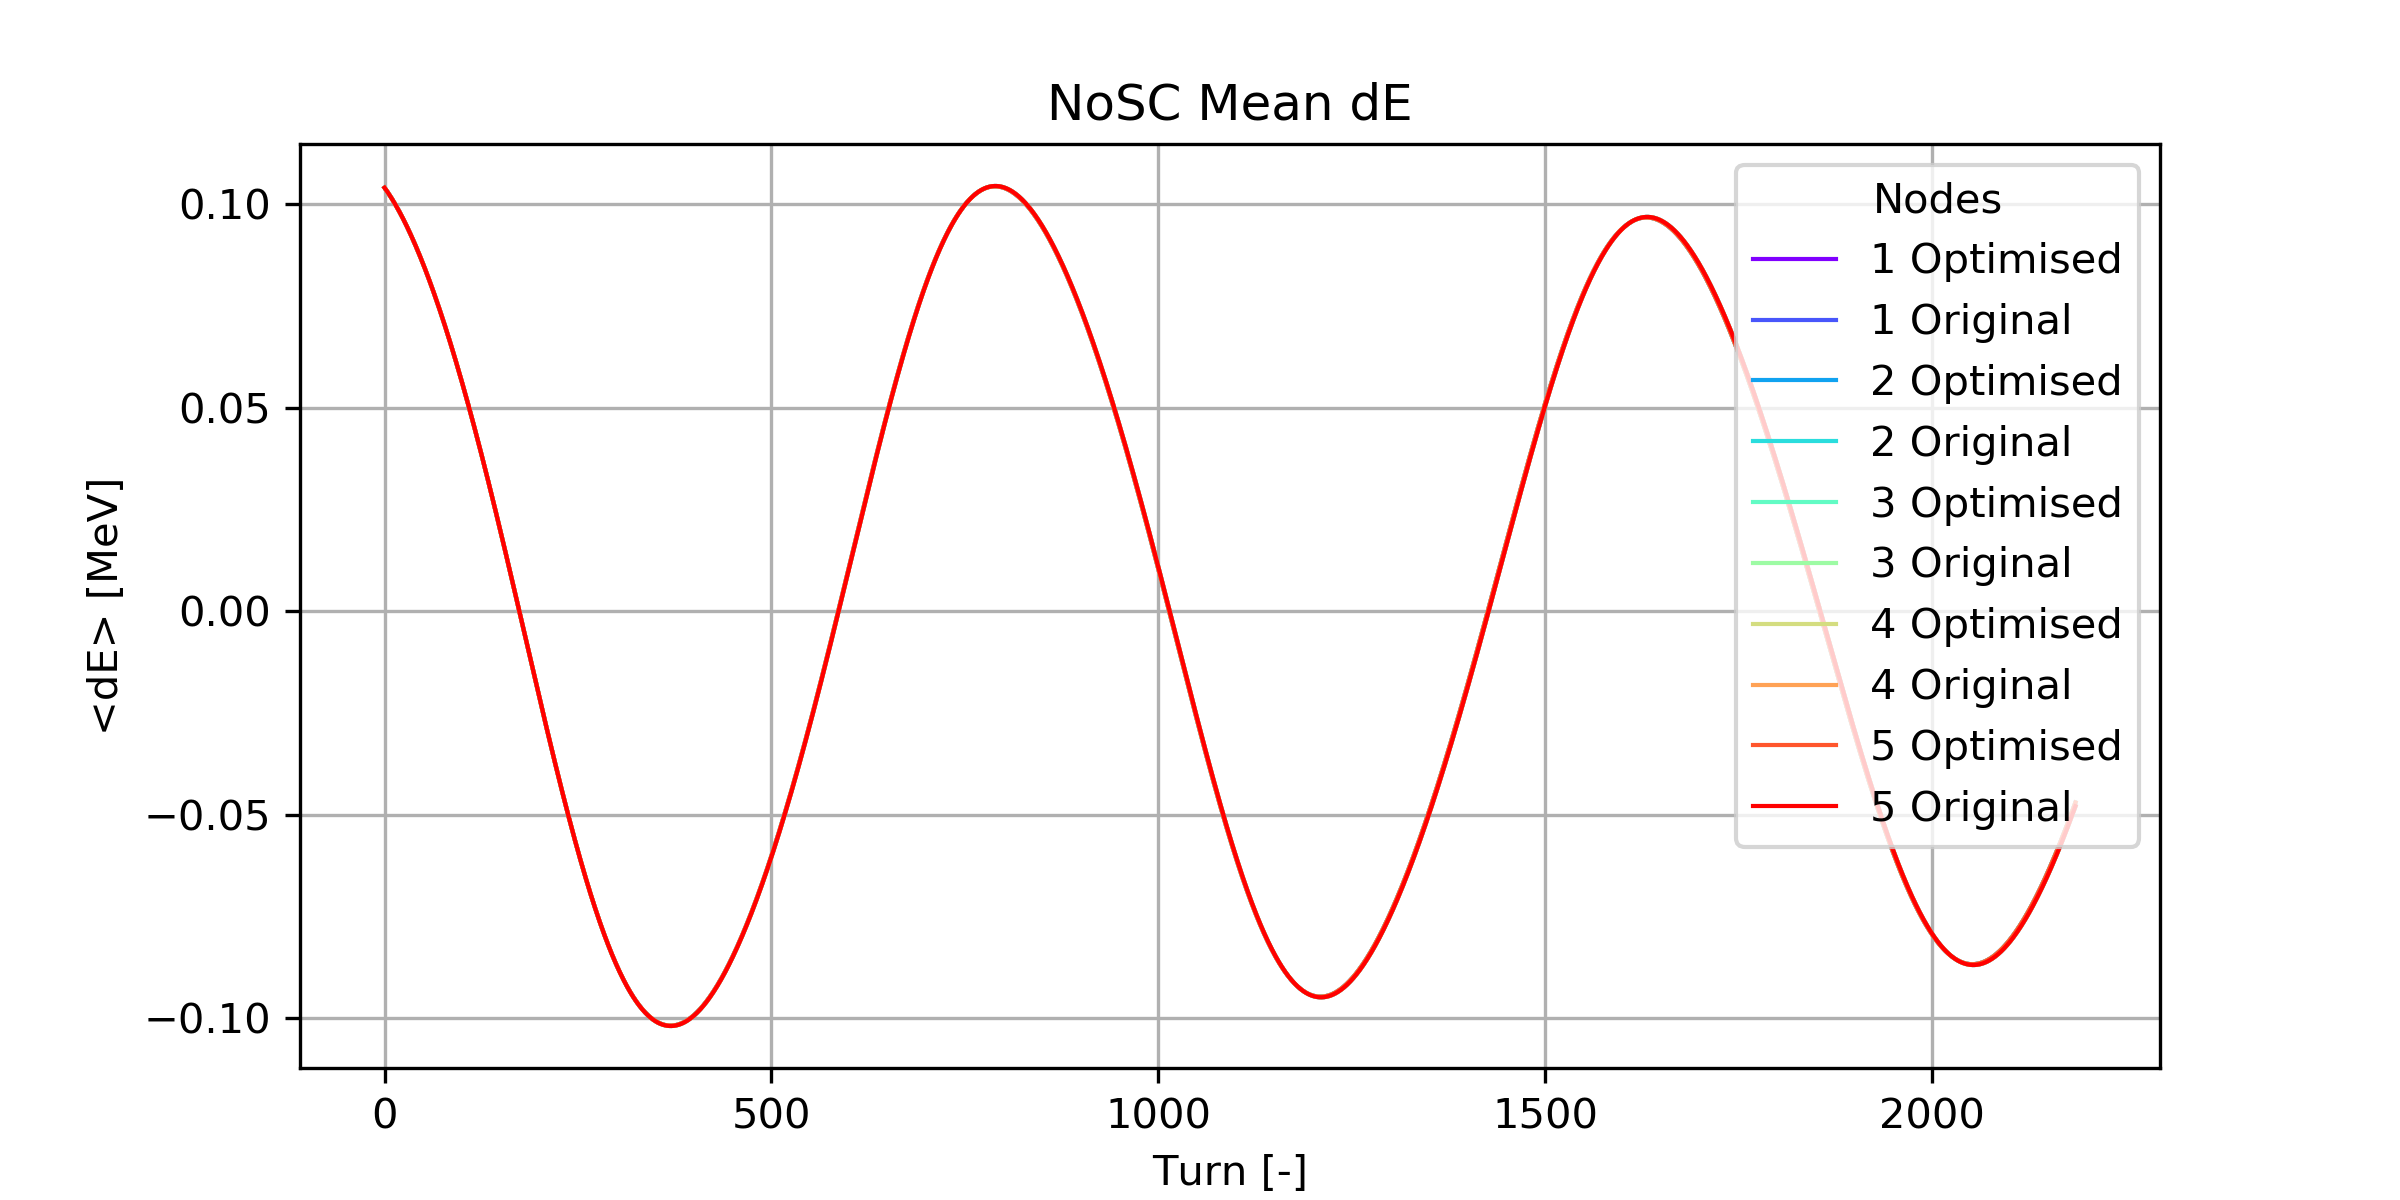 NoSC Mean dE
<dE> [MeV]
0.10
0.05
0.00
−0.05
−0.10
Nodes
1 Optimised
1 Original
2 Optimised
2 Original
3 Optimised
3 Original
4 Optimised
4 Original
5 Optimised
5 Original
0 500 1000 1500 2000
Turn [-]